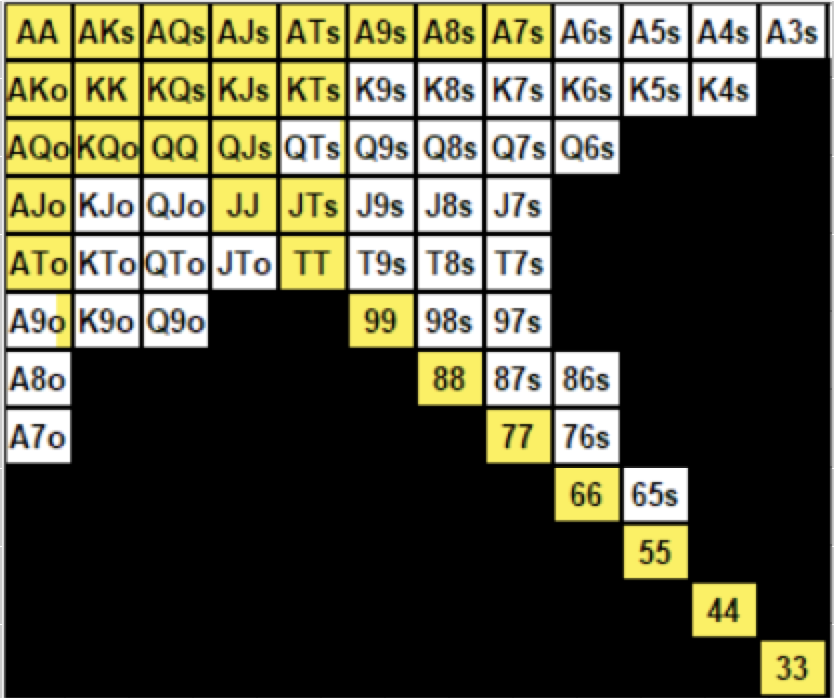 AA AKs AQs AJs ATs A9s A8s A7s A6s A5s A4s A3s
AKo KK KQs KJs KTs K9s K8s K7s K6s K5s K4s
AQo KQo QQ QJs QTs Q9s Q8s Q7s Q6s
AJo KJo QJo JJ JTs J9s J8s J7s
ATo KTo QTo JTo TT T9s T8s T7s
A9o K9o Q9o 99 98s 97s
A8o 88 87s 86s
A7o 77 76s
66 65s
55
44
33